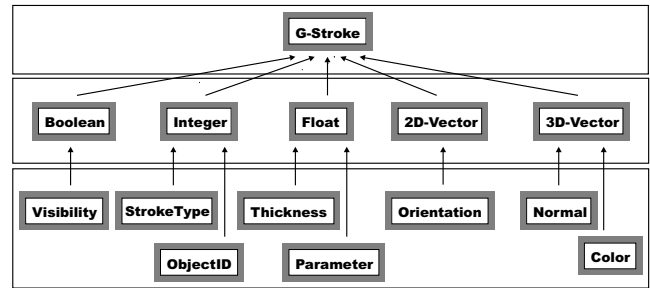 G-Stroke
Boolean
Integer
Float
2D-Vector
3D-Vector
Visibility
StrokeType
Thickness
Orientation
Normal
ObjectID
Parameter
Color